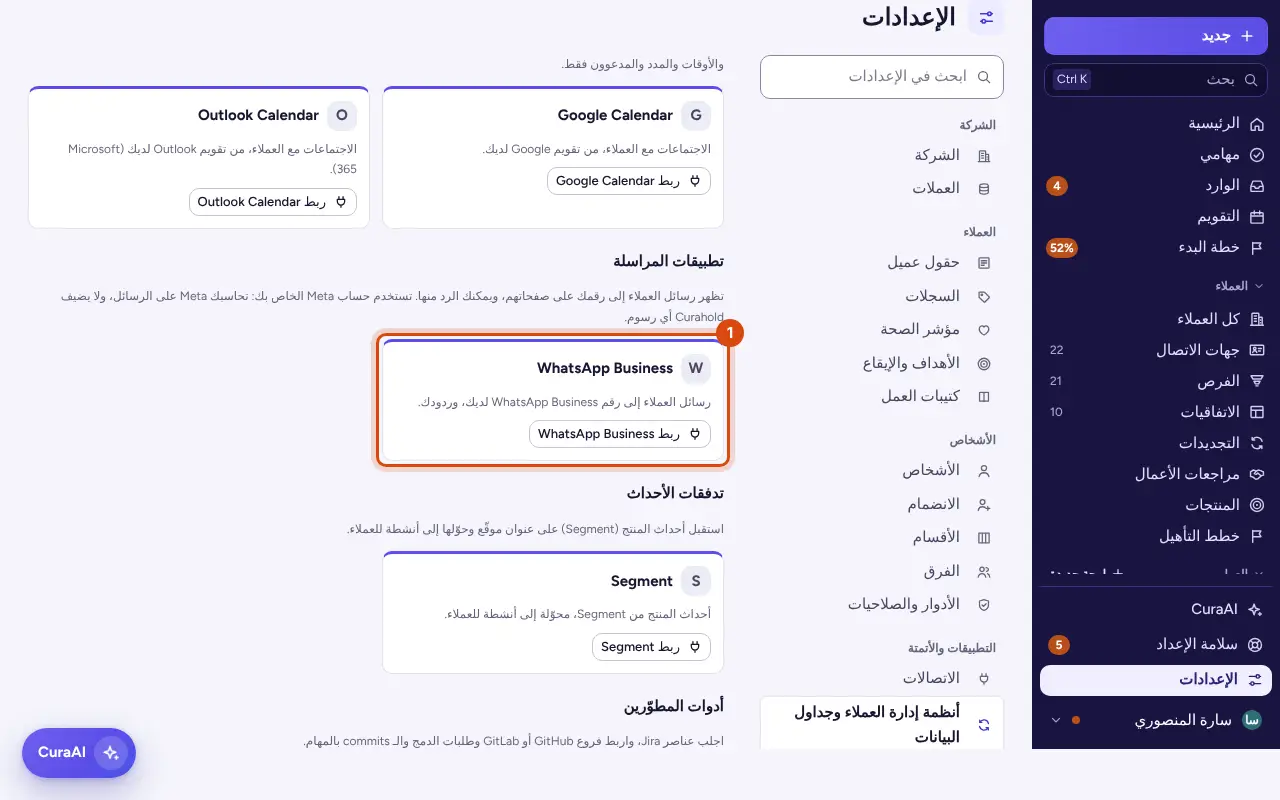 جديد
بحث
Ctrl K
الرئيسية
مهامي
الوارد
4
التقويم
خطة البدء
52%
العملاء
كل العملاء
جهات الاتصال
22
الفرص
21
الاتفاقيات
10
التجديدات
مراجعات الأعمال
المنتجات
خطط التأهيل
CuraAI
سلامة الإعداد
5
الإعدادات
سا
سارة المنصوري
الإعدادات
ابحث في الإعدادات
الشركة
الشركة
العملات
العملاء
حقول عميل
السجلات
مؤشر الصحة
الأهداف والإيقاع
كتيبات العمل
الأشخاص
الأشخاص
الانضمام
الأقسام
الفرق
الأدوار والصلاحيات
التطبيقات والأتمتة
الاتصالات
أنظمة إدارة العملاء وجداول
البيانات
والأوقات والمدد والمدعوون فقط.
G
Google Calendar
الاجتماعات مع العملاء، من تقويم Google لديك.
ربط Google Calendar
O
Outlook Calendar
الاجتماعات مع العملاء، من تقويم Outlook لديك (Microsoft
365).
ربط Outlook Calendar
تطبيقات المراسلة
تظهر رسائل العملاء إلى رقمك على صفحاتهم، ويمكنك الرد منها. تستخدم حساب Meta الخاص بك: تحاسبك Meta على الرسائل، ولا يضيف
Curahold أي رسوم.
1
W
WhatsApp Business
رسائل العملاء إلى رقم WhatsApp Business لديك، وردودك.
ربط WhatsApp Business
تدفقات الأحداث
استقبل أحداث المنتج (Segment) على عنوان موقّع وحوّلها إلى أنشطة للعملاء.
S
Segment
أحداث المنتج من Segment، محوّلة إلى أنشطة للعملاء.
ربط Segment
أدوات المطوّرين
اجلب عناصر Jira، واربط فروع GitHub أو GitLab وطلبات الدمج والـ commits بالمهام.
CuraAI